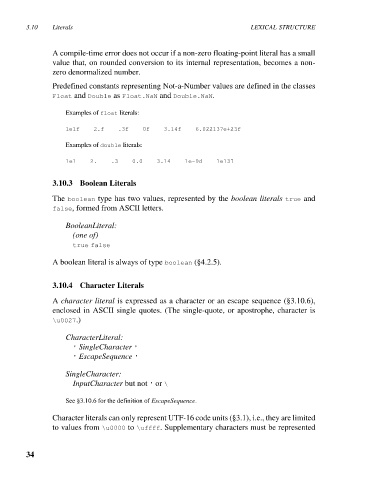 3.10 Literals LEXICAL STRUCTURE
A compile-time error does not occur if a non-zero floating-point literal has a small
value that, on rounded conversion to its internal representation, becomes a non-
zero denormalized number.
Predefined constants representing Not-a-Number values are defined in the classes
Float and Double as Float.NaN and Double.NaN.
Examples of float literals:
1e1f 2.f .3f 0f 3.14f 6.022137e+23f
Examples of double literals:
1e1 2. .3 0.0 3.14 1e-9d 1e137
3.10.3 Boolean Literals
The boolean type has two values, represented by the boolean literals true and
false, formed from ASCII letters.
BooleanLiteral:
(one of)
true false
A boolean literal is always of type boolean (§4.2.5).
3.10.4 Character Literals
A character literal is expressed as a character or an escape sequence (§3.10.6),
enclosed in ASCII single quotes. (The single-quote, or apostrophe, character is
\u0027.)
CharacterLiteral:
' SingleCharacter '
' EscapeSequence '
SingleCharacter:
InputCharacter but not ' or \
See §3.10.6 for the definition of EscapeSequence.
Character literals can only represent UTF-16 code units (§3.1), i.e., they are limited
to values from \u0000 to \uffff. Supplementary characters must be represented
34